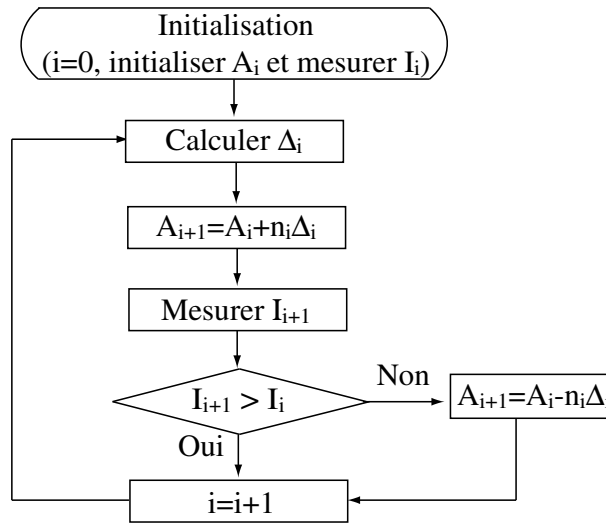 Initialisation
(i=0, initialiser Aᵢ et mesurer Iᵢ)
Calculer Δᵢ
Aᵢ₊₁=Aᵢ+nᵢΔᵢ
Mesurer Iᵢ₊₁
Iᵢ₊₁ > Iᵢ
Non
Aᵢ₊₁=Aᵢ-nᵢΔᵢ
Oui
i=i+1